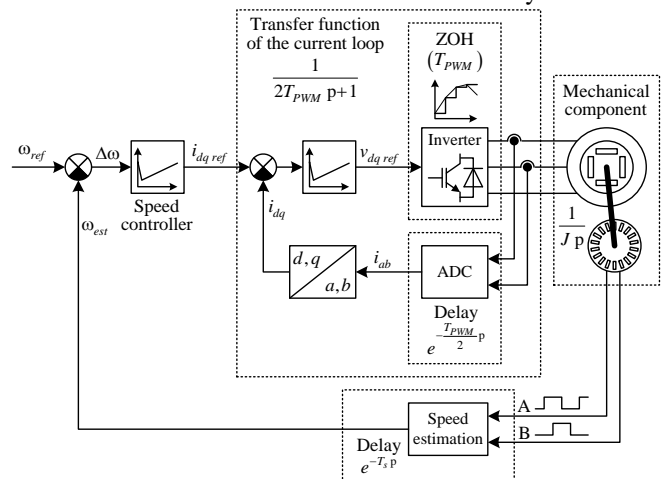 Transfer function
of the current loop
1
2T_PWM p+1
ZOH
(T_PWM)
Mechanical
component
Inverter
ω_ref
Δω
i_dq ref
v_dq ref
Speed
controller
ω_est
i_dq
i_ab
d,q
a,b
ADC
Delay
e^{-T_PWM/2 p}
1
J p
A
B
Speed
estimation
Delay
e^{-T_s p}